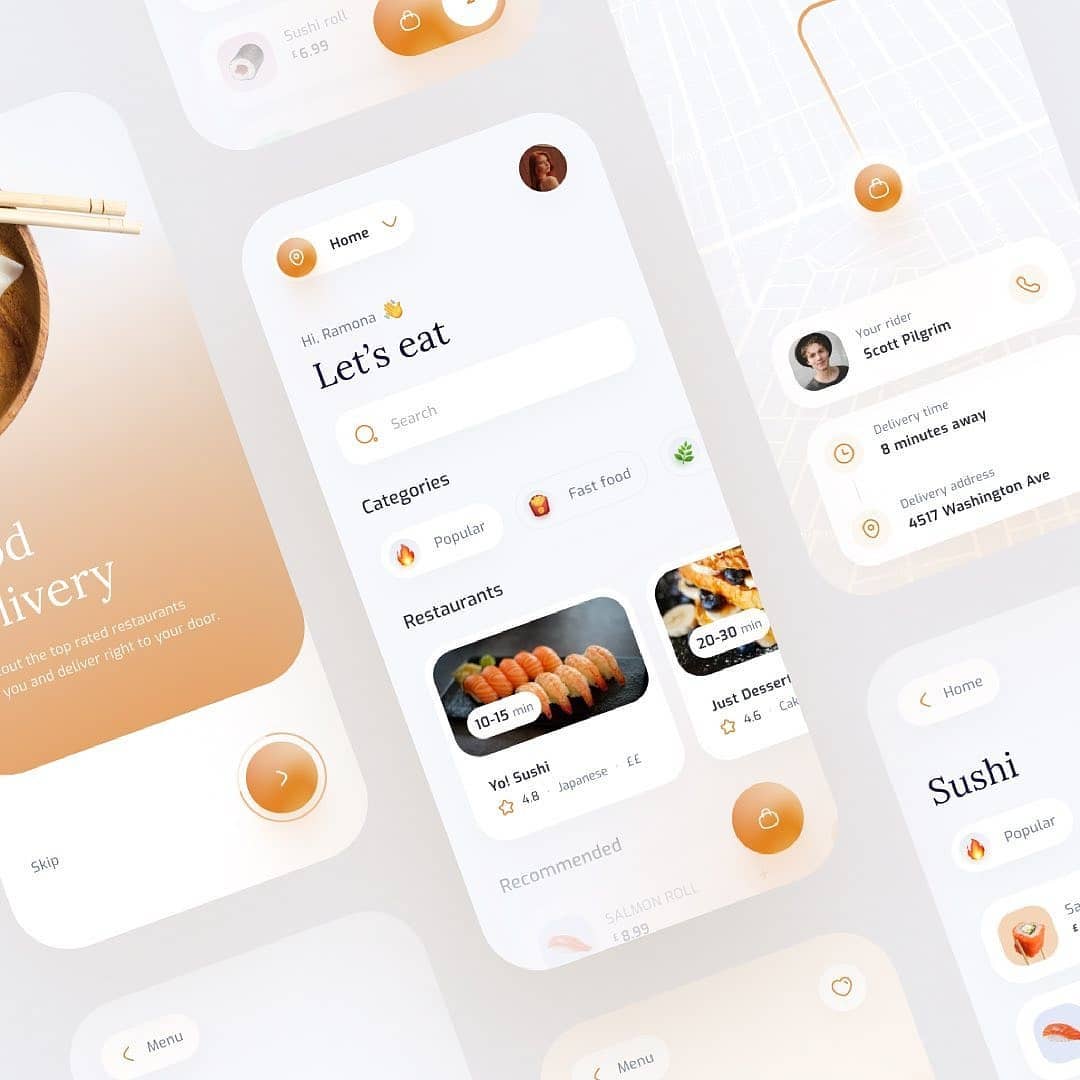 Sushi roll
£6.99
Home
Hi, Ramona 👋
Let's eat
Search
Categories
Popular
Fast food
Restaurants
10-15 min
20-30 min
Yo! Sushi
4.8 · Japanese · ££
Just Dessert
4.6 ·
Recommended
SALMON ROLL
£8.99
livery
out the top rated restaurants
you and deliver right to your door.
Skip
Your rider
Scott Pilgrim
Delivery time
8 minutes away
Delivery address
4517 Washington Ave
Home
Sushi
Popular
£
Menu
Menu